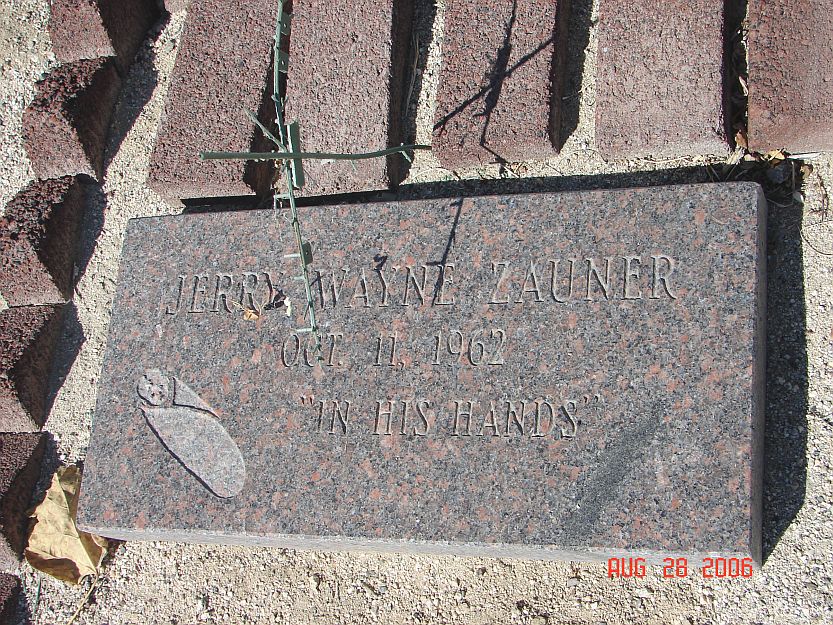 JERRY WAYNE ZAUNER
OCT. 11, 1962
"IN HIS HANDS"
AUG 28 2006